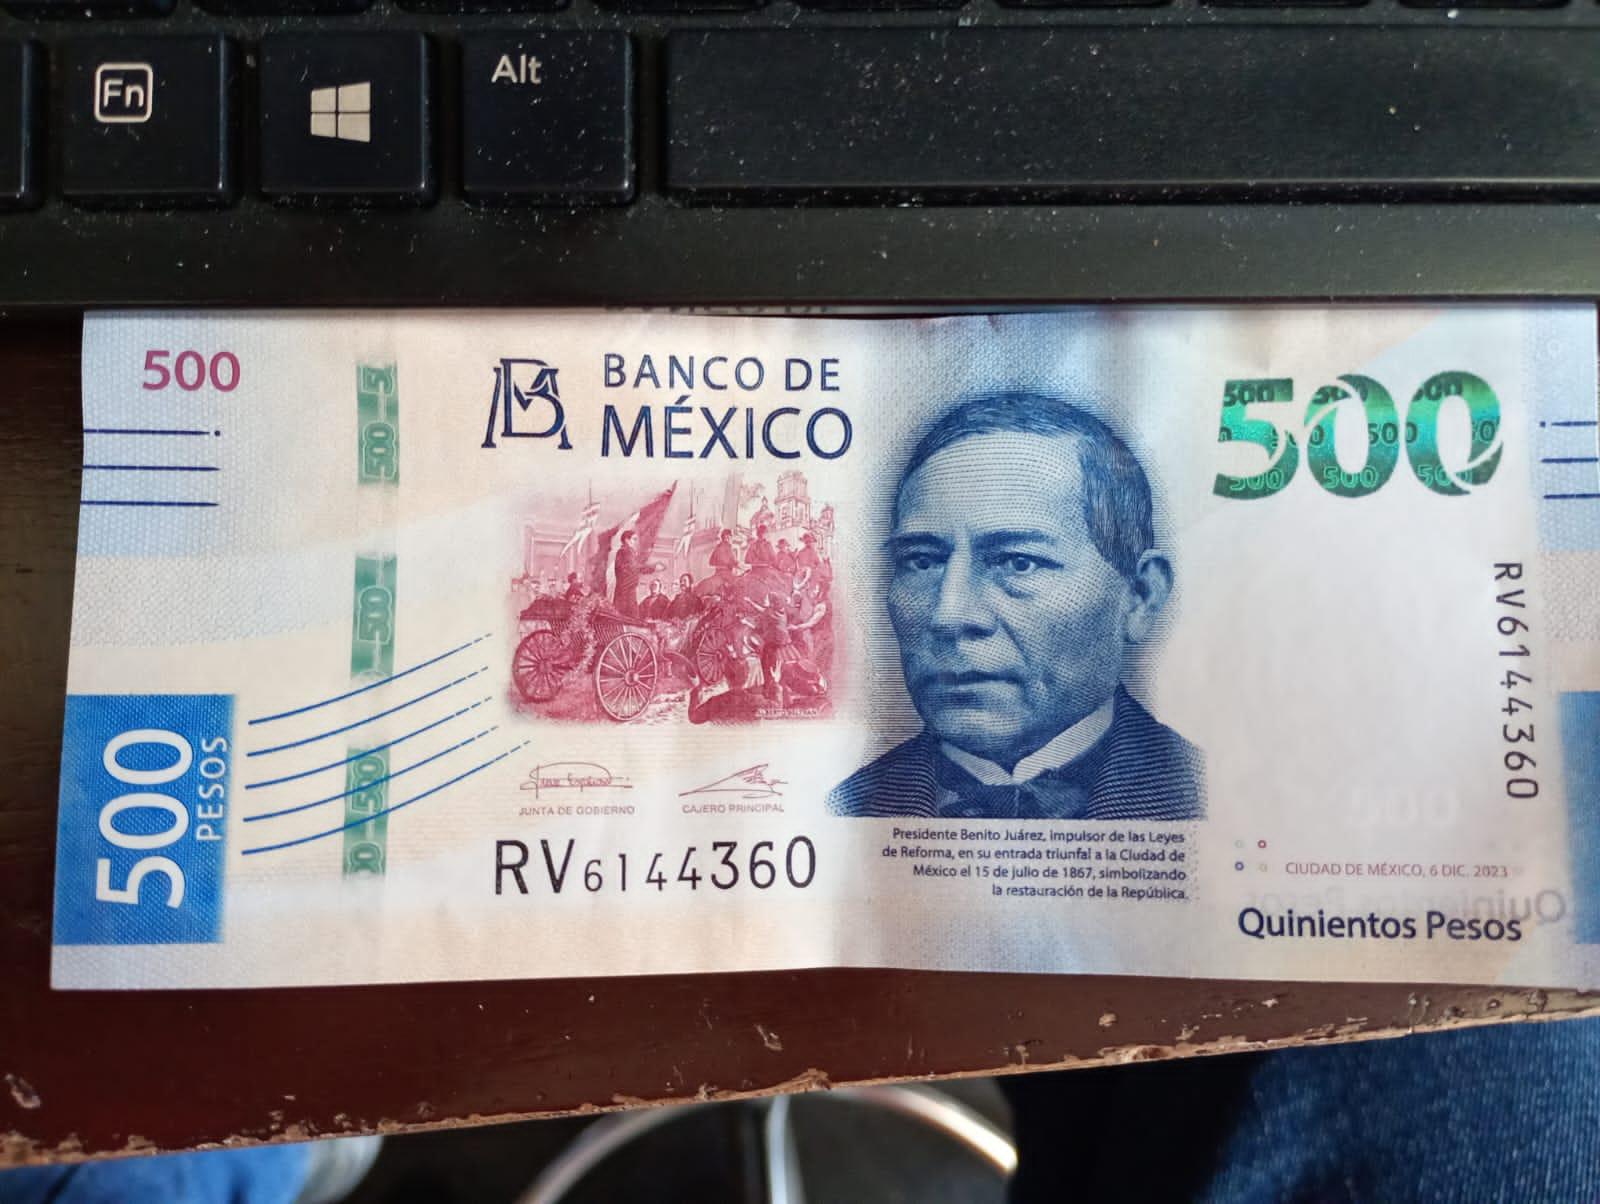 Fn
Alt
500
BANCO DE
MÉXICO
500
500
PESOS
JUNTA DE GOBIERNO
CAJERO PRINCIPAL
RV6144360
RV6144360
Presidente Benito Juárez, impulsor de las Leyes
de Reforma, en su entrada triunfal a la Ciudad de
México el 15 de julio de 1867, simbolizando
la restauración de la República.
CIUDAD DE MÉXICO, 6 DIC. 2023
Quinientos Pesos